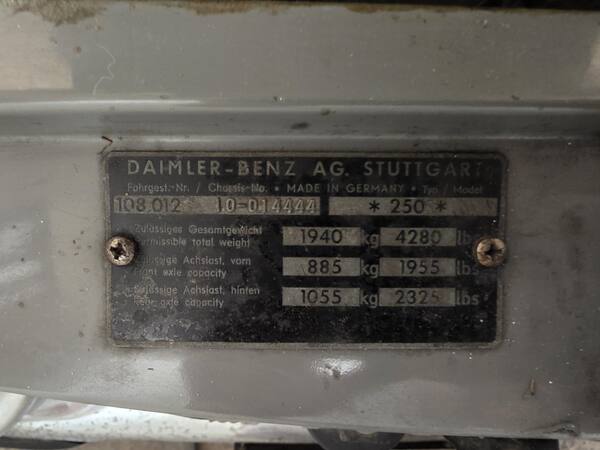 DAIMLER-BENZ AG. STUTTGART
Fahrgest.-Nr. / Chassis-No. • MADE IN GERMANY • Typ / Model
108.012 10-014444 * 250 *
Zulässiges Gesamtgewicht 1940 kg 4280 lbs
permissible total weight
Zulässige Achslast, vorn 885 kg 1955 lbs
front axle capacity
Zulässige Achslast, hinten 1055 kg 2325 lbs
rear axle capacity